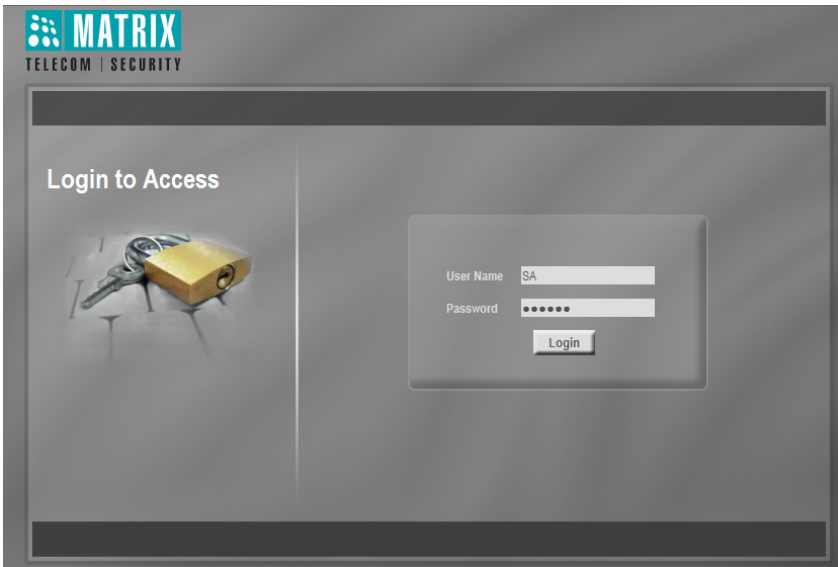 MATRIX
TELECOM | SECURITY
Login to Access
User Name SA
Password ••••••
Login